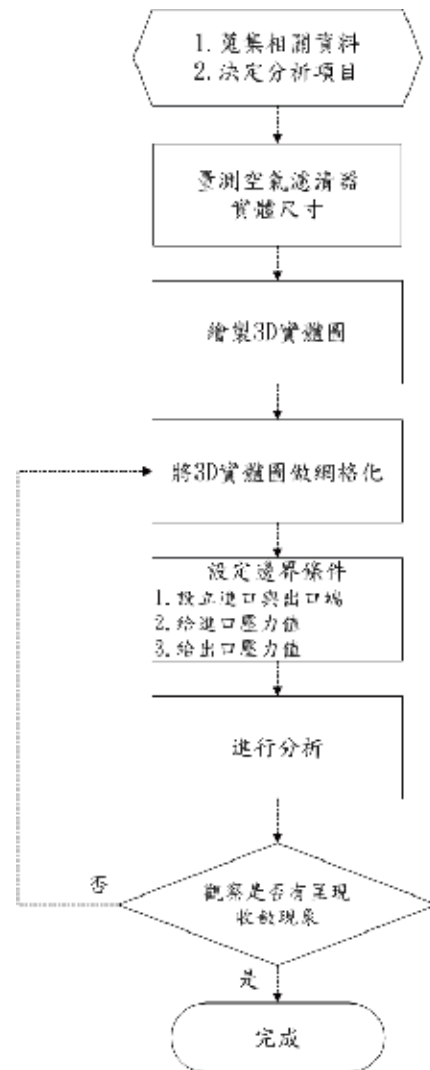 1. 蒐集相關資料
2. 決定分析項目
量測空氣濾清器
實體尺寸
繪製3D實體圖
將3D實體圖做網格化
設定邊界條件
1. 設立進口與出口端
2. 給進口壓力值
3. 給出口壓力值
進行分析
觀察是否有呈現
收斂現象
否
是
完成